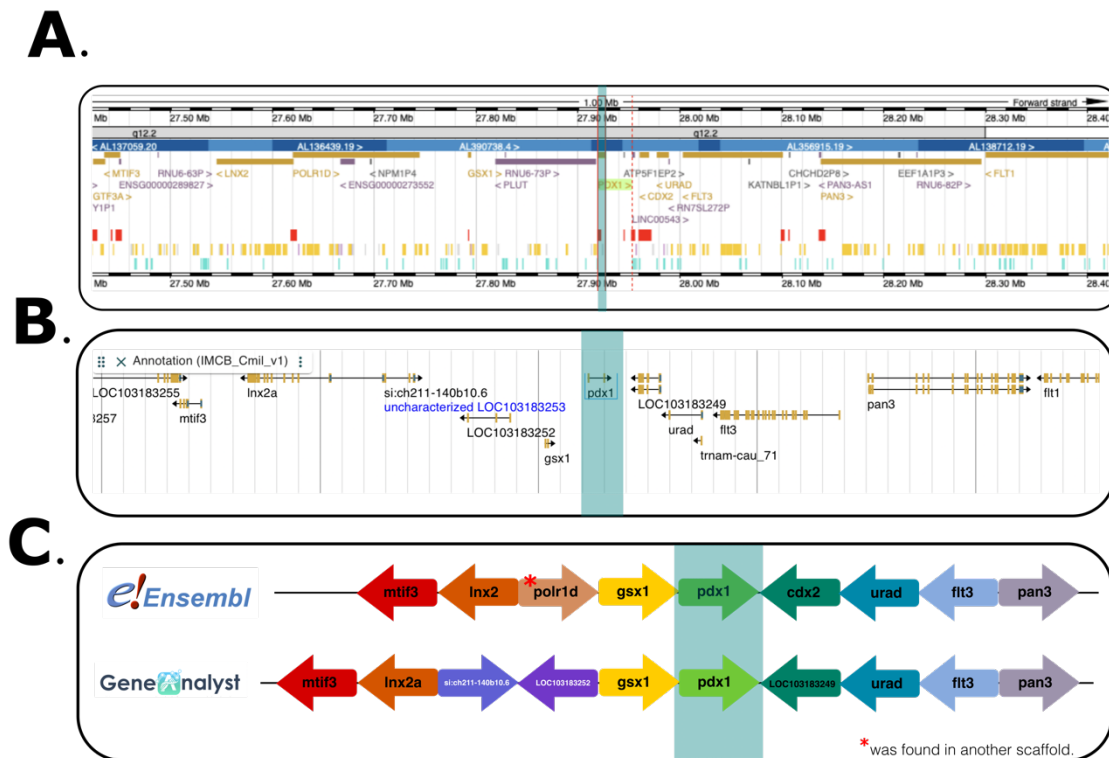 A.
1.00 Mb
Forward strand
Mb 27.50 Mb 27.60 Mb 27.70 Mb 27.80 Mb 27.90 Mb 28.00 Mb 28.10 Mb 28.20 Mb 28.30 Mb 28.40
q12.2 q12.2
< AL137059.20 AL136439.19 > AL390738.4 > AL356915.19 > AL138712.19 > A
< MTIF3 RNU6-63P > < LNX2 POLR1D > < NPM1P4 GSX1 > RNU6-73P > ATP5F1EP2 > < URAD CHCHD2P8 > EEF1A1P3 > < FLT1
GTF3A > ENSG00000289827 > < ENSG00000273552 < PLUT PDX1 > < CDX2 < FLT3 KATNBL1P1 > < PAN3-AS1 RNU6-82P >
Y1P1 < RN7SL272P PAN3 >
LINC00543 >
Mb 27.50 Mb 27.60 Mb 27.70 Mb 27.80 Mb 27.90 Mb 28.00 Mb 28.10 Mb 28.20 Mb 28.30 Mb 28.40
B.
Annotation (IMCB_Cmil_v1)
LOC103183255 lnx2a si:ch211-140b10.6 pdx1 LOC103183249 pan3 flt1
3257 mtif3 uncharacterized LOC103183253
LOC103183252 urad flt3
gsx1 trnam-cau_71
C.
e!Ensembl
mtif3 lnx2 *polr1d gsx1 pdx1 cdx2 urad flt3 pan3
GeneAnalyst
mtif3 lnx2a si:ch211-140b10.6 LOC103183252 gsx1 pdx1 LOC103183249 urad flt3 pan3
*was found in another scaffold.